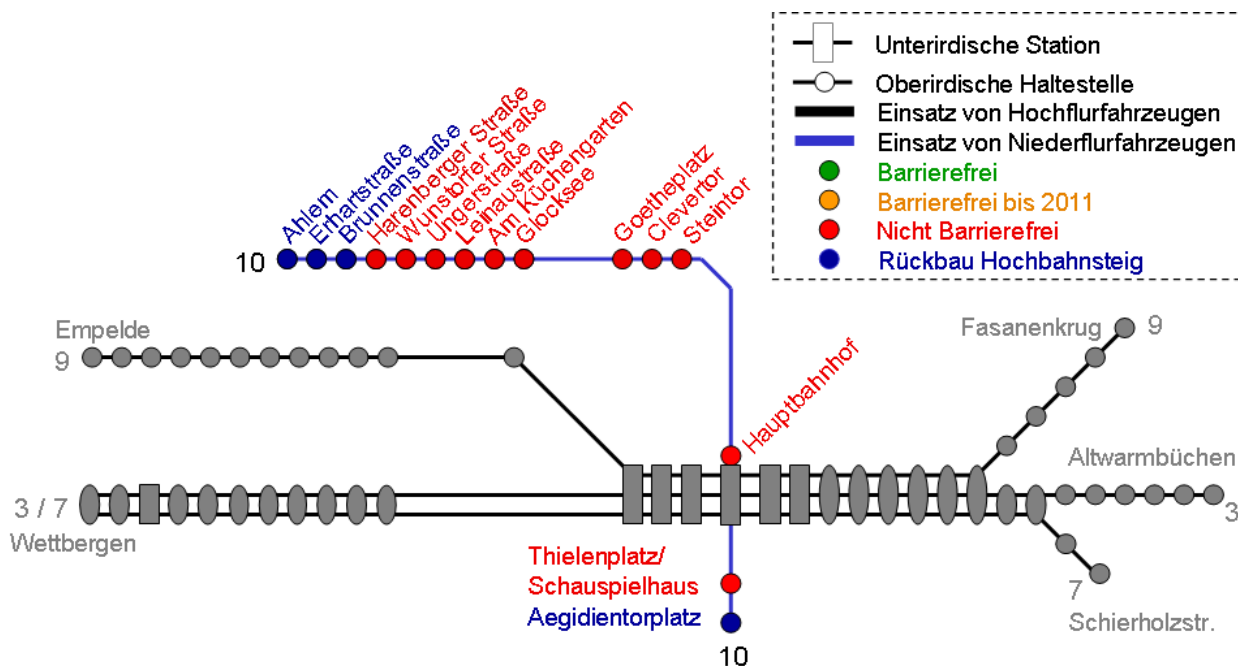 Unterirdische Station
Oberirdische Haltestelle
Einsatz von Hochflurfahrzeugen
Einsatz von Niederflurfahrzeugen
Barrierefrei
Barrierefrei bis 2011
Nicht Barrierefrei
Rückbau Hochbahnsteig
Ahlem
Erhartstraße
Brunnenstraße
Harenberger Straße
Wunstorfer Straße
Ungerstraße
Leinaustraße
Am Küchengarten
Glocksee
Goetheplatz
Clevertor
Steintor
10
Empelde
9
Fasanenkrug
9
Hauptbahnhof
Altwarmbüchen
3
3 / 7
Wettbergen
Thielenplatz/
Schauspielhaus
Aegidientorplatz
10
7
Schierholzstr.